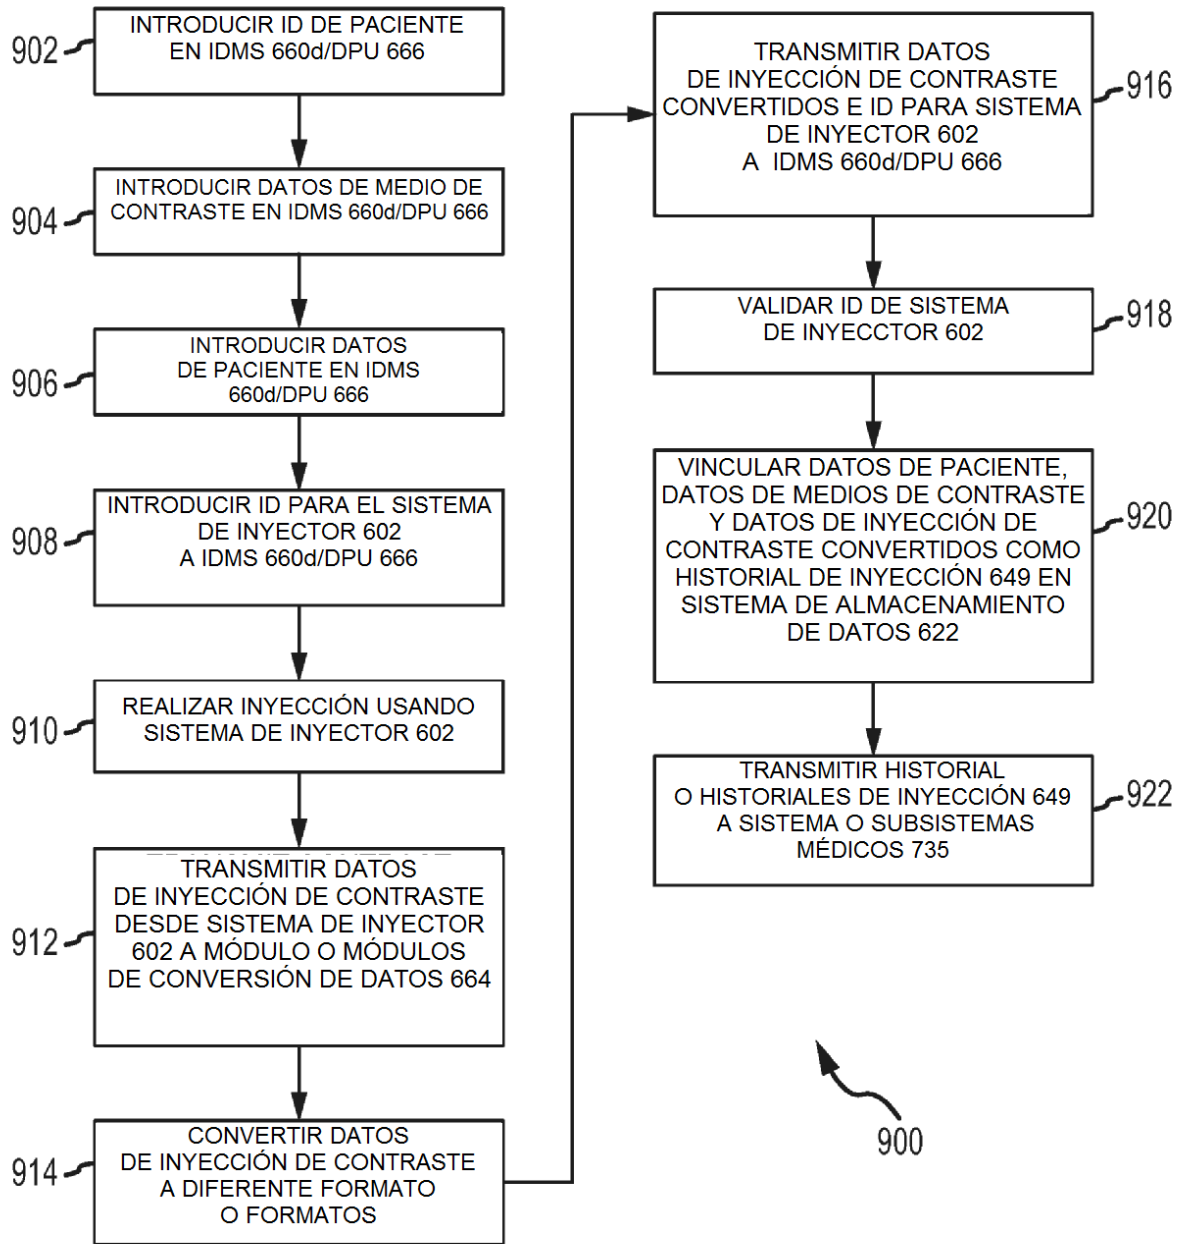 902
INTRODUCIR ID DE PACIENTE
EN IDMS 660d/DPU 666
904
INTRODUCIR DATOS DE MEDIO DE
CONTRASTE EN IDMS 660d/DPU 666
906
INTRODUCIR DATOS
DE PACIENTE EN IDMS
660d/DPU 666
908
INTRODUCIR ID PARA EL SISTEMA
DE INYECTOR 602
A IDMS 660d/DPU 666
910
REALIZAR INYECCIÓN USANDO
SISTEMA DE INYECTOR 602
912
TRANSMITIR DATOS
DE INYECCIÓN DE CONTRASTE
DESDE SISTEMA DE INYECTOR
602 A MÓDULO O MÓDULOS
DE CONVERSIÓN DE DATOS 664
914
CONVERTIR DATOS
DE INYECCIÓN DE CONTRASTE
A DIFERENTE FORMATO
O FORMATOS
TRANSMITIR DATOS
DE INYECCIÓN DE CONTRASTE
CONVERTIDOS E ID PARA SISTEMA
DE INYECTOR 602
A IDMS 660d/DPU 666
916
VALIDAR ID DE SISTEMA
DE INYECCTOR 602
918
VINCULAR DATOS DE PACIENTE,
DATOS DE MEDIOS DE CONTRASTE
Y DATOS DE INYECCIÓN DE
CONTRASTE CONVERTIDOS COMO
HISTORIAL DE INYECCIÓN 649 EN
SISTEMA DE ALMACENAMIENTO
DE DATOS 622
920
TRANSMITIR HISTORIAL
O HISTORIALES DE INYECCIÓN 649
A SISTEMA O SUBSISTEMAS
MÉDICOS 735
922
900